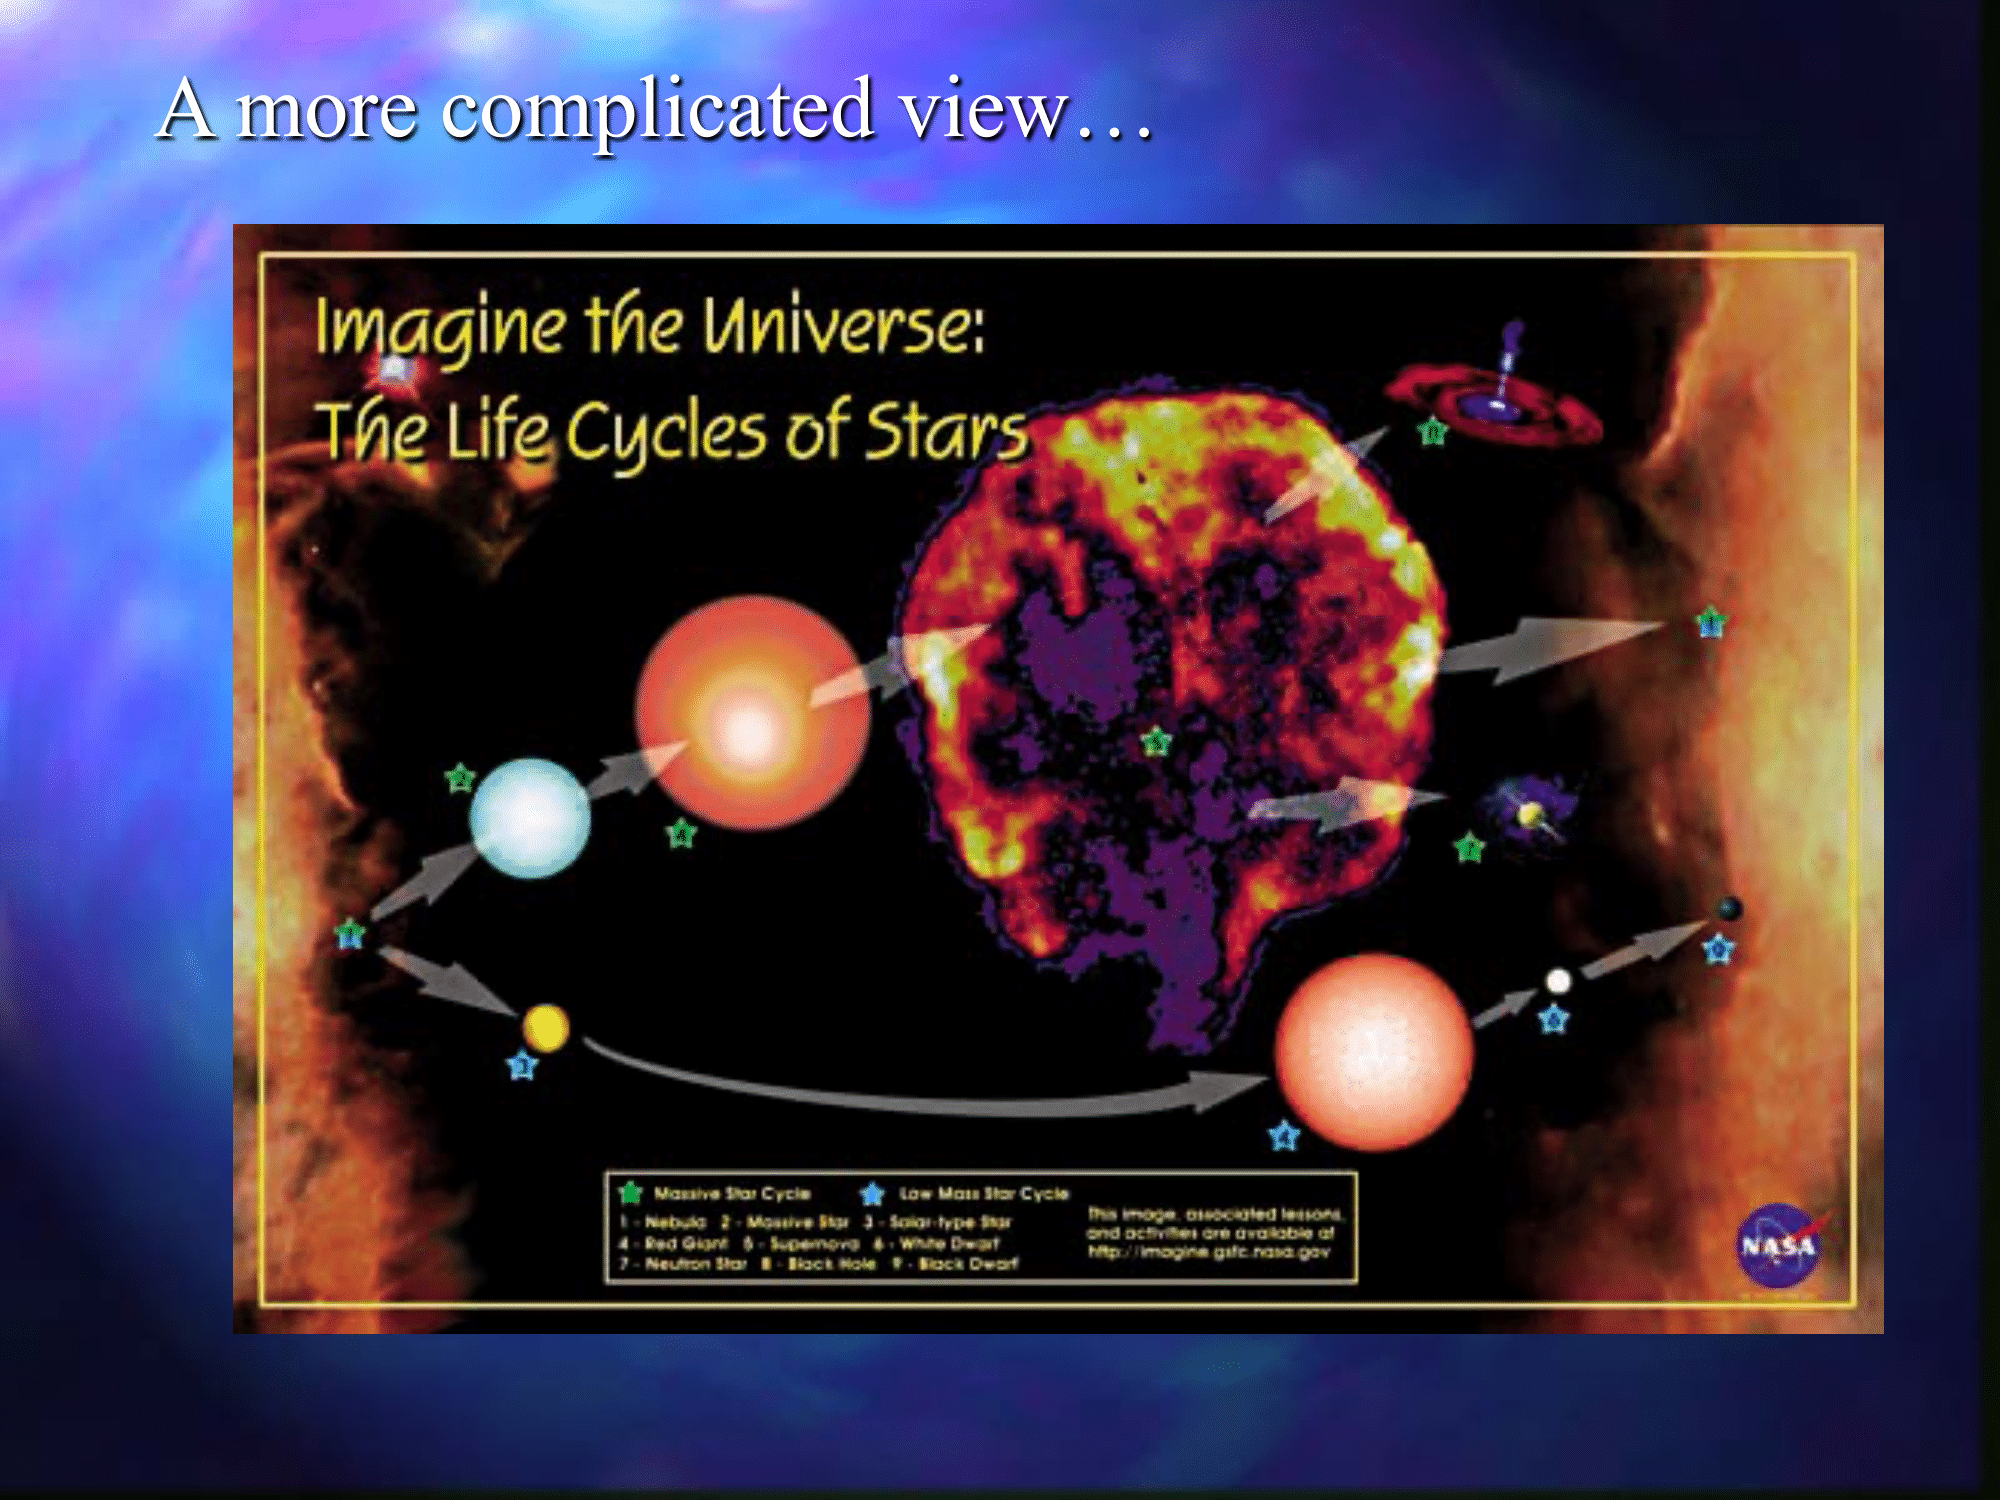 A more complicated view…
Imagine the Universe:
The Life Cycles of Stars
8
1
5
2
4
7
1
9
6
3
4
Massive Star Cycle Low Mass Star Cycle
1 - Nebula 2 - Massive Star 3 - Solar-type Star
4 - Red Giant 5 - Supernova 6 - White Dwarf
7 - Neutron Star 8 - Black Hole 9 - Black Dwarf
This image, associated lessons,
and activities are available at
http://imagine.gsfc.nasa.gov
NASA